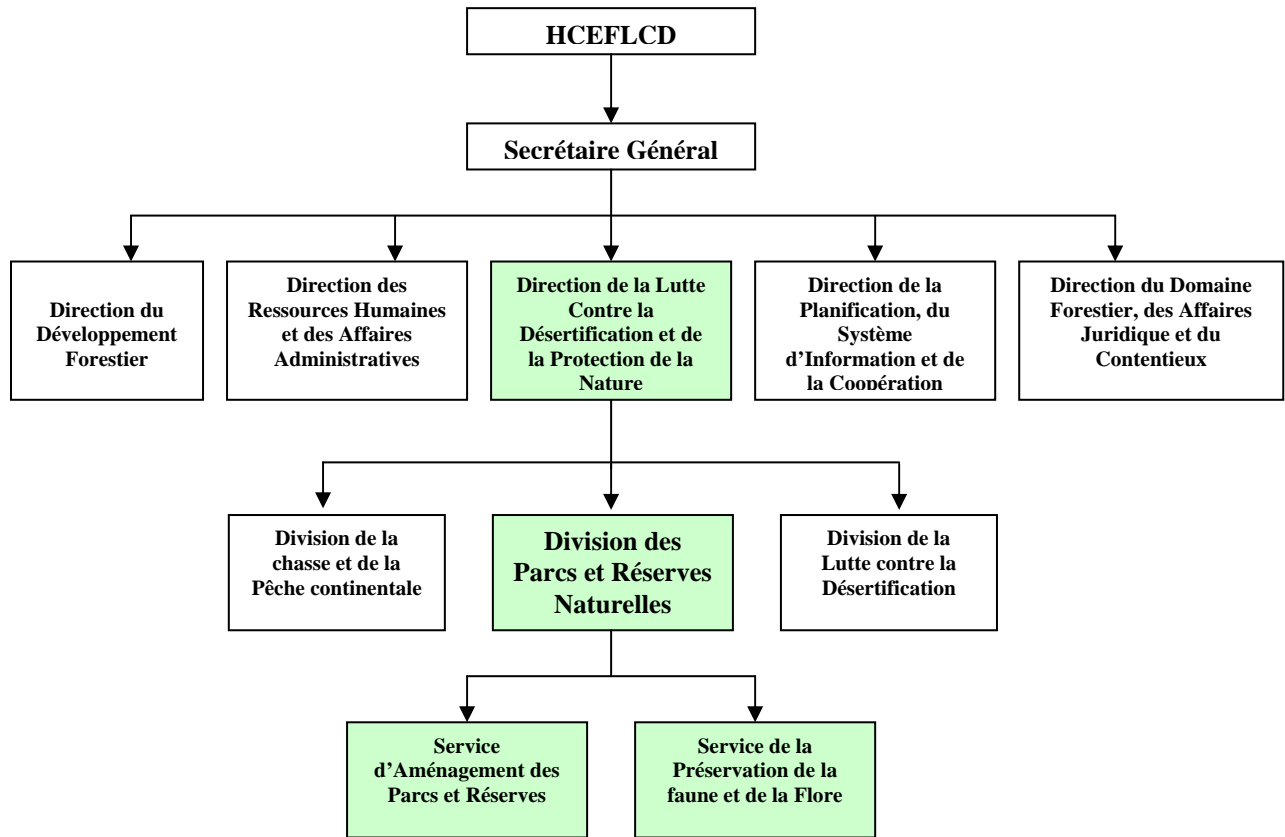 HCEFLCD
Secrétaire Général
Direction du
Développement
Forestier
Direction des
Ressources Humaines
et des Affaires
Administratives
Direction de la Lutte
Contre la
Désertification et de
la Protection de la
Nature
Direction de la
Planification, du
Système
d’Information et de
la Coopération
Direction du Domaine
Forestier, des Affaires
Juridique et du
Contentieux
Division de la
chasse et de la
Pêche continentale
Division des
Parcs et Réserves
Naturelles
Division de la
Lutte contre la
Désertification
Service
d’Aménagement des
Parcs et Réserves
Service de la
Préservation de la
faune et de la Flore